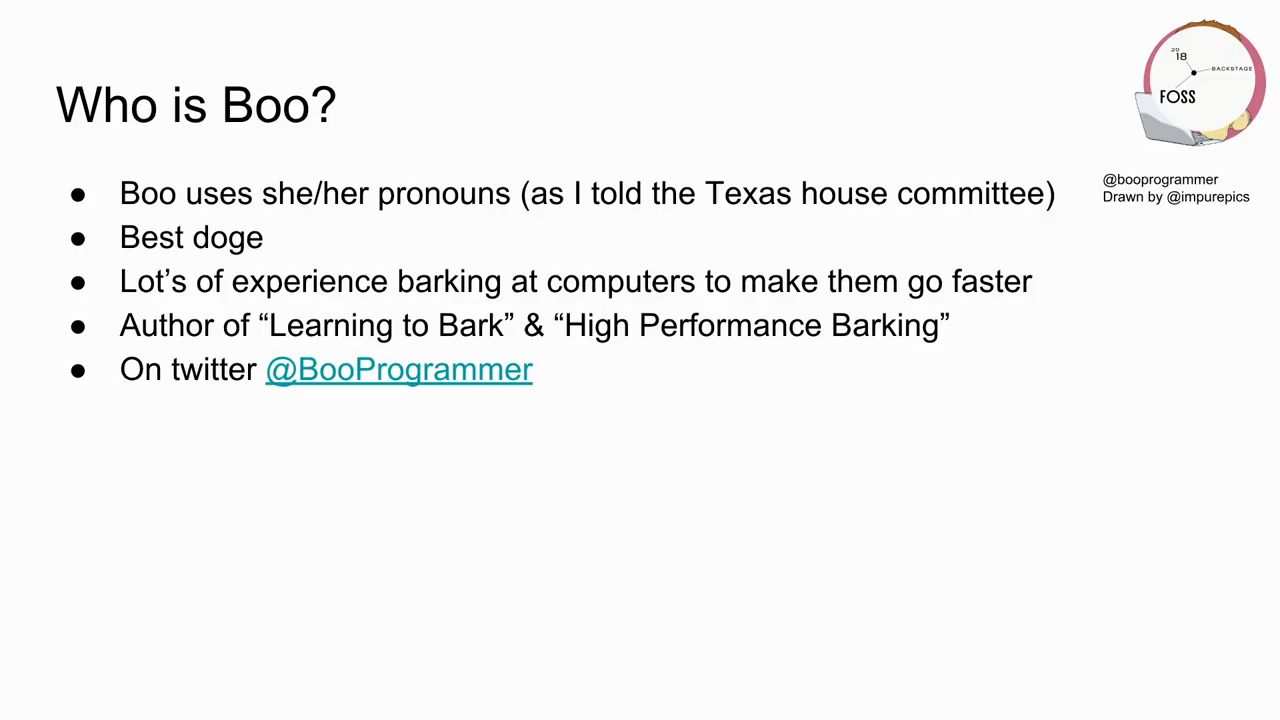 Who is Boo?
● Boo uses she/her pronouns (as I told the Texas house committee)
● Best doge
● Lot’s of experience barking at computers to make them go faster
● Author of “Learning to Bark” & “High Performance Barking”
● On twitter @BooProgrammer
20
18
BACKSTAGE
FOSS
@booprogrammer
Drawn by @impurepics